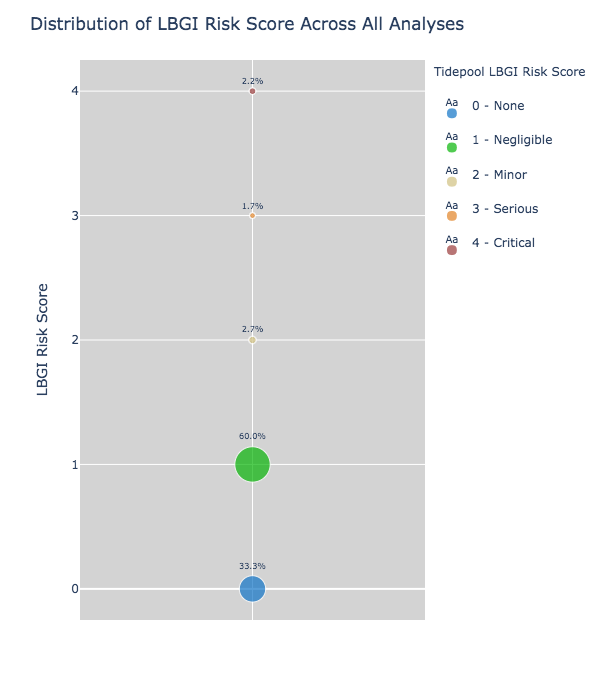 Distribution of LBGI Risk Score Across All Analyses
Tidepool LBGI Risk Score
Aa 0 - None
Aa 1 - Negligible
Aa 2 - Minor
Aa 3 - Serious
Aa 4 - Critical
LBGI Risk Score
4
2.2%
3
1.7%
2
2.7%
1
60.0%
0
33.3%